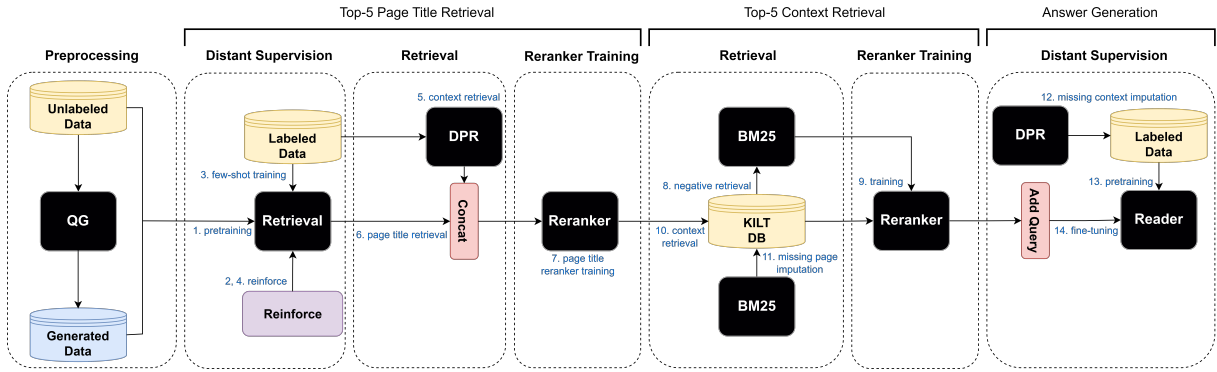 Top-5 Page Title Retrieval
Top-5 Context Retrieval
Answer Generation
Preprocessing
Distant Supervision
Retrieval
Reranker Training
Retrieval
Reranker Training
Distant Supervision
Unlabeled
Data
QG
Generated
Data
Labeled
Data
3. few-shot training
Retrieval
1. pretraining
2, 4. reinforce
Reinforce
5. context retrieval
DPR
Concat
6. page title retrieval
Reranker
7. page title
reranker training
BM25
8. negative retrieval
KILT
DB
10. context
retrieval
11. missing page
imputation
BM25
9. training
Reranker
12. missing context imputation
DPR
Labeled
Data
13. pretraining
Add Query
14. fine-tuning
Reader